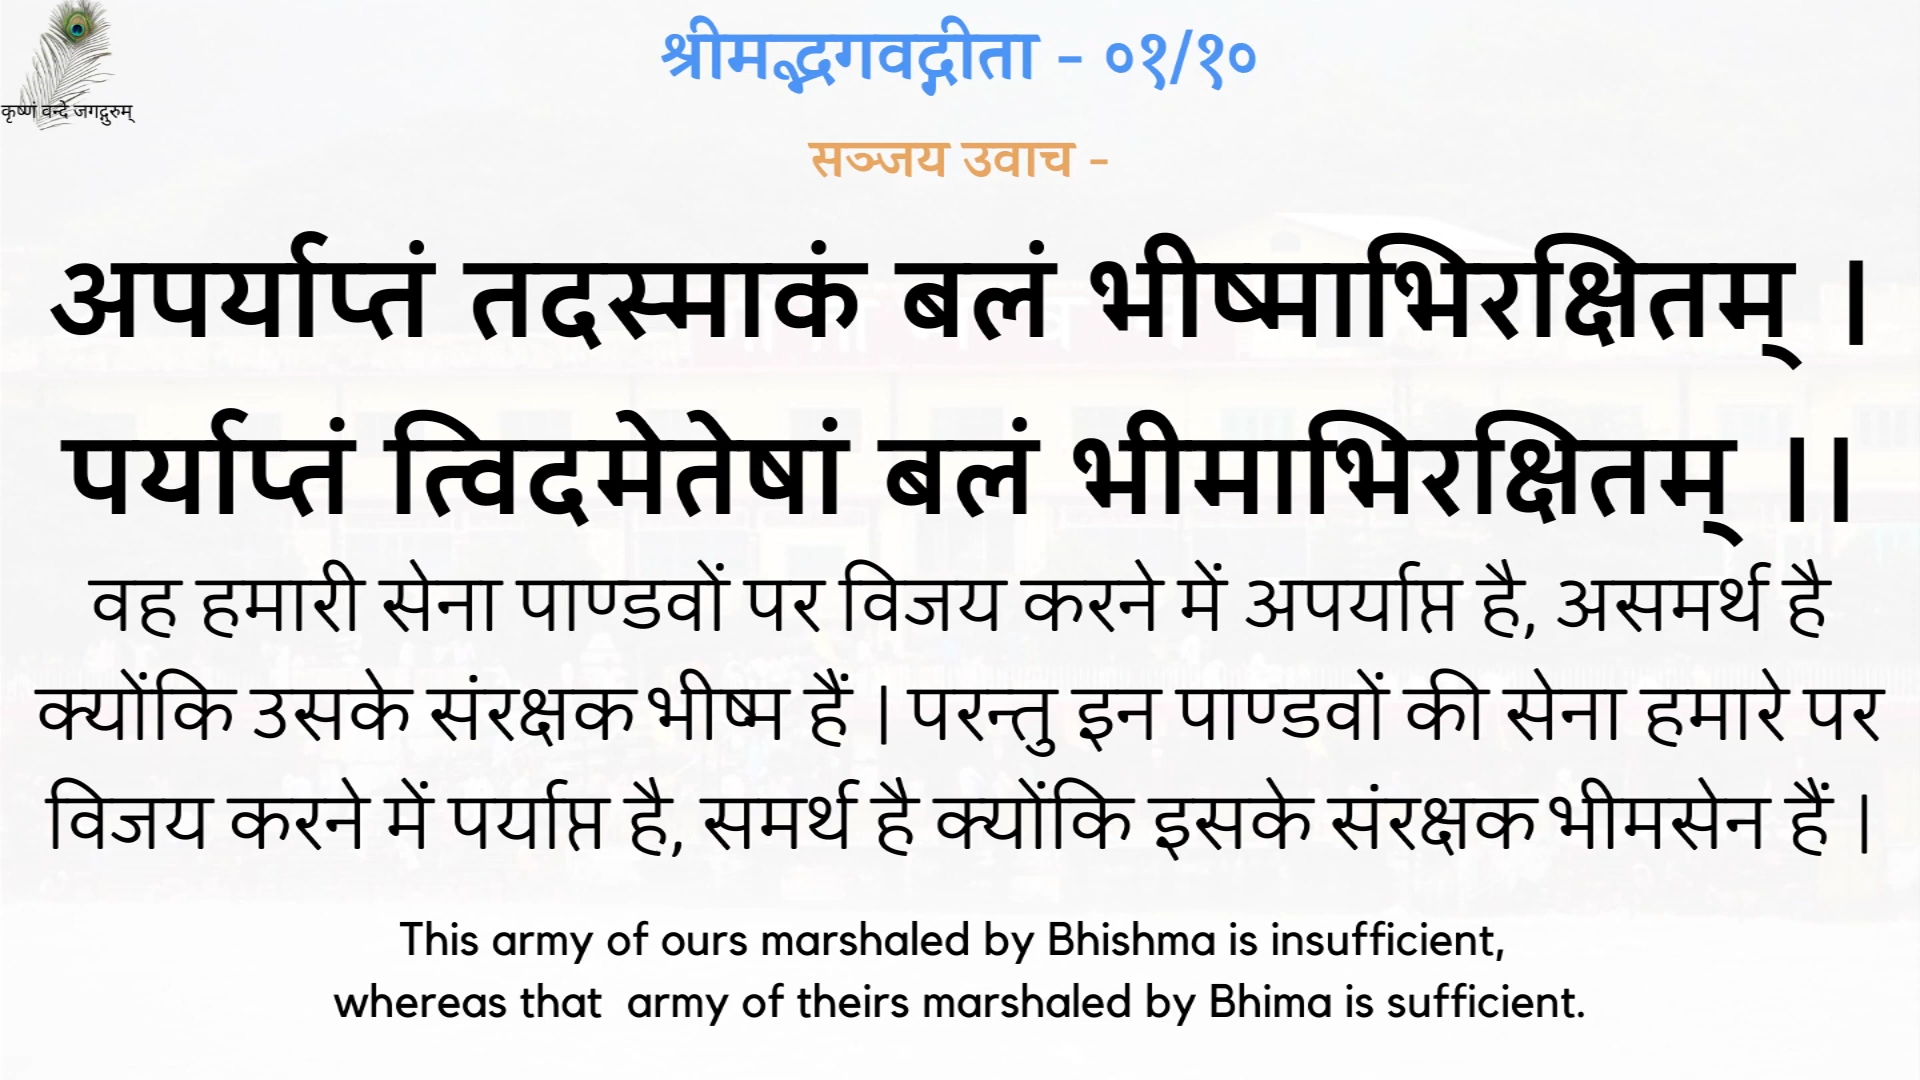 श्रीमद्भगवद्गीता - ०१/१०
कृष्णं वन्दे जगद्गुरुम्
सञ्जय उवाच -
अपर्याप्तं तदस्माकं बलं भीष्माभिरक्षितम् ।
पर्याप्तं त्विदमेतेषां बलं भीमाभिरक्षितम् ।।
वह हमारी सेना पाण्डवों पर विजय करने में अपर्याप्त है, असमर्थ है
क्योंकि उसके संरक्षक भीष्म हैं | परन्तु इन पाण्डवों की सेना हमारे पर
विजय करने में पर्याप्त है, समर्थ है क्योंकि इसके संरक्षक भीमसेन हैं |
This army of ours marshaled by Bhishma is insufficient,
whereas that  army of theirs marshaled by Bhima is sufficient.